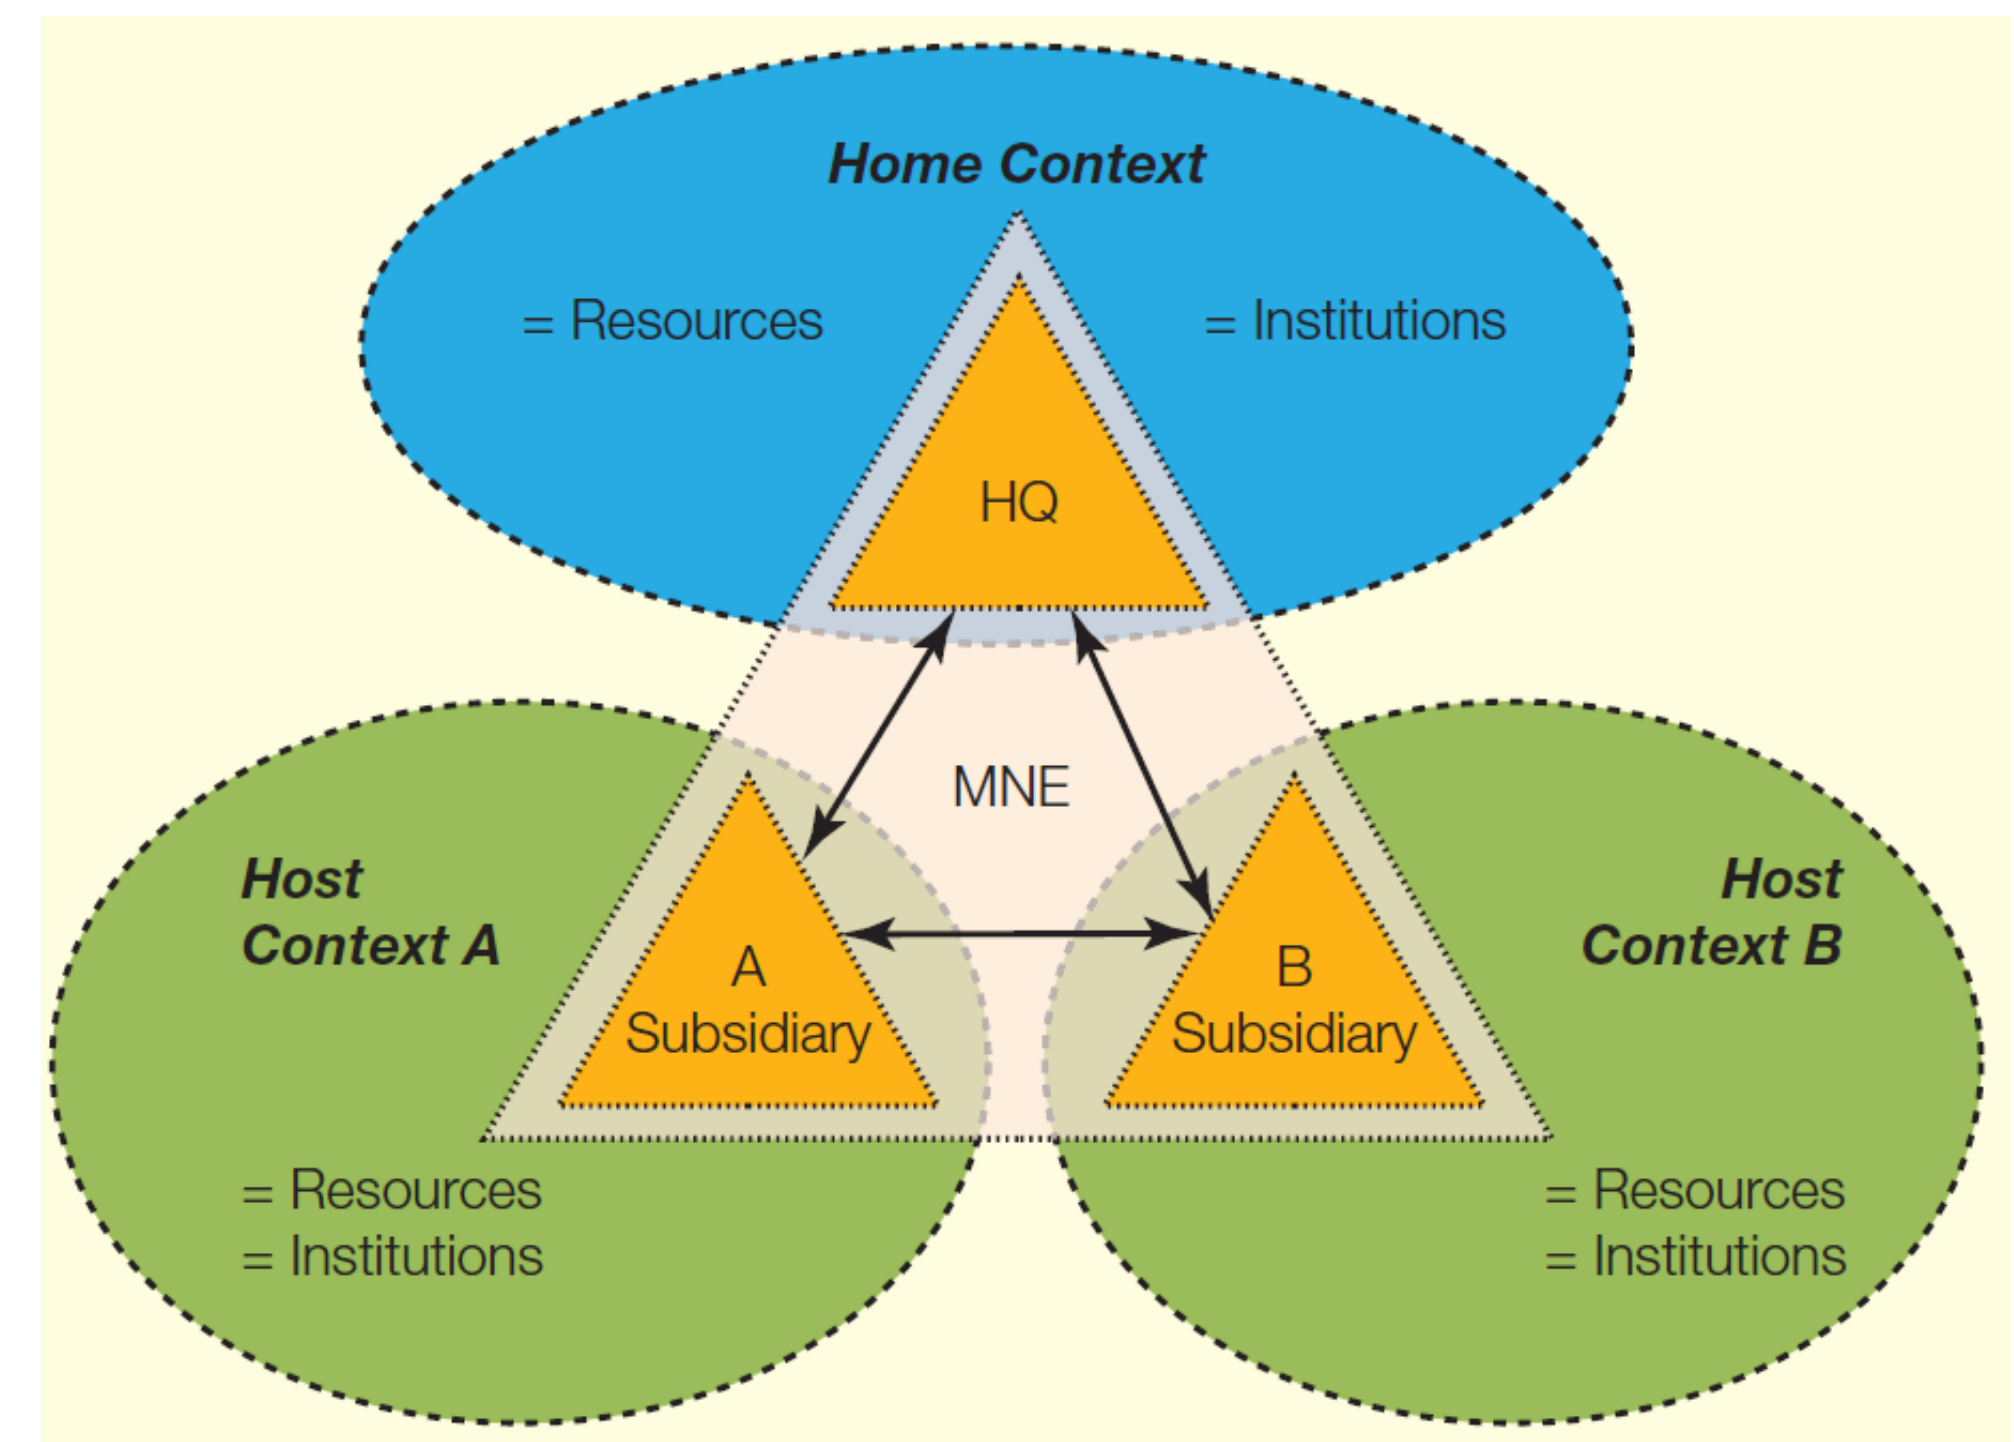 Home Context
= Resources
= Institutions
HQ
MNE
Host
Context A
A
Subsidiary
= Resources
= Institutions
Host
Context B
B
Subsidiary
= Resources
= Institutions